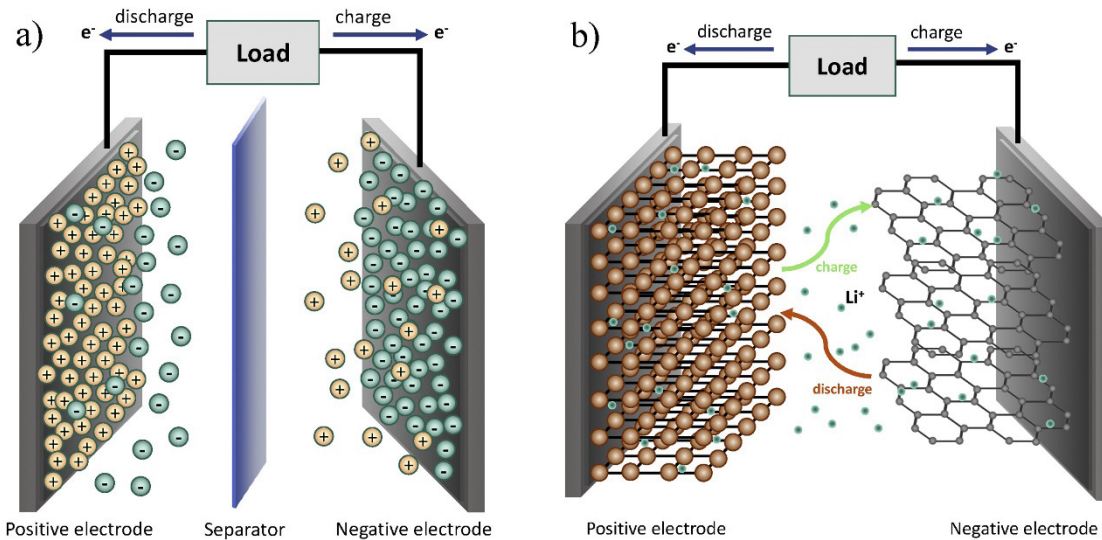 a)
discharge
charge
e-
Load
e-
Positive electrode
Separator
Negative electrode
b)
discharge
charge
e-
Load
e-
charge
Li+
discharge
Positive electrode
Negative electrode